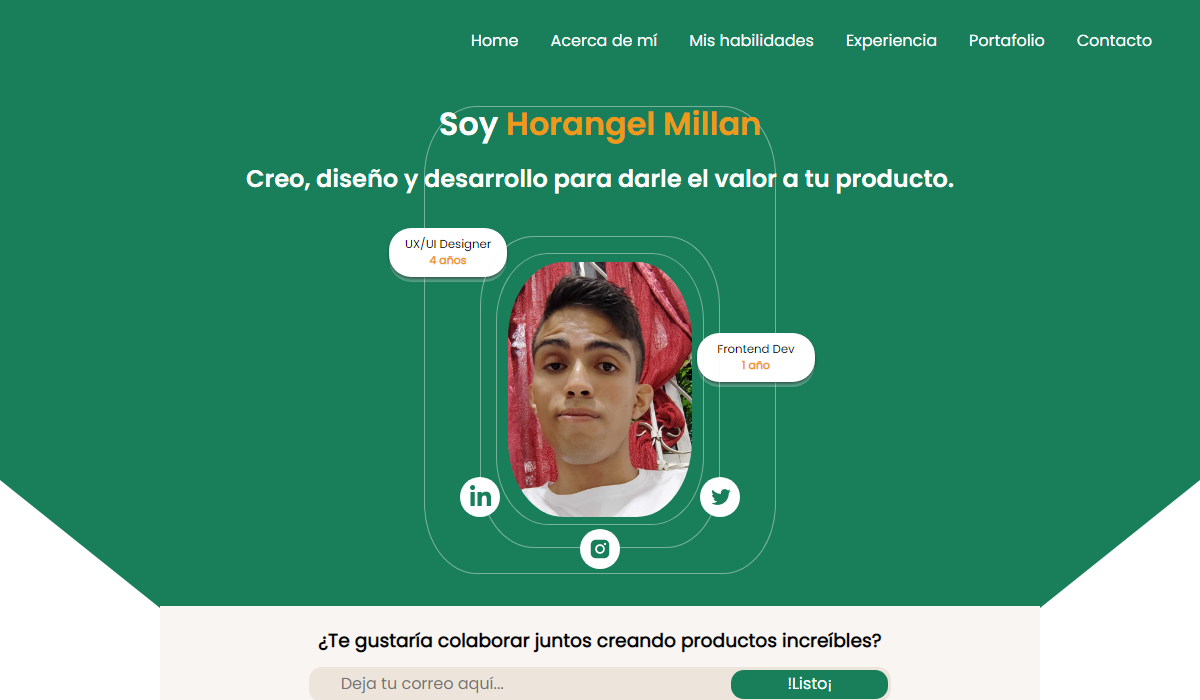 Home Acerca de mí Mis habilidades Experiencia Portafolio Contacto
Soy Horangel Millan
Creo, diseño y desarrollo para darle el valor a tu producto.
UX/UI Designer
4 años
Frontend Dev
1 año
in
¿Te gustaría colaborar juntos creando productos increíbles?
Deja tu correo aquí... !Listo¡